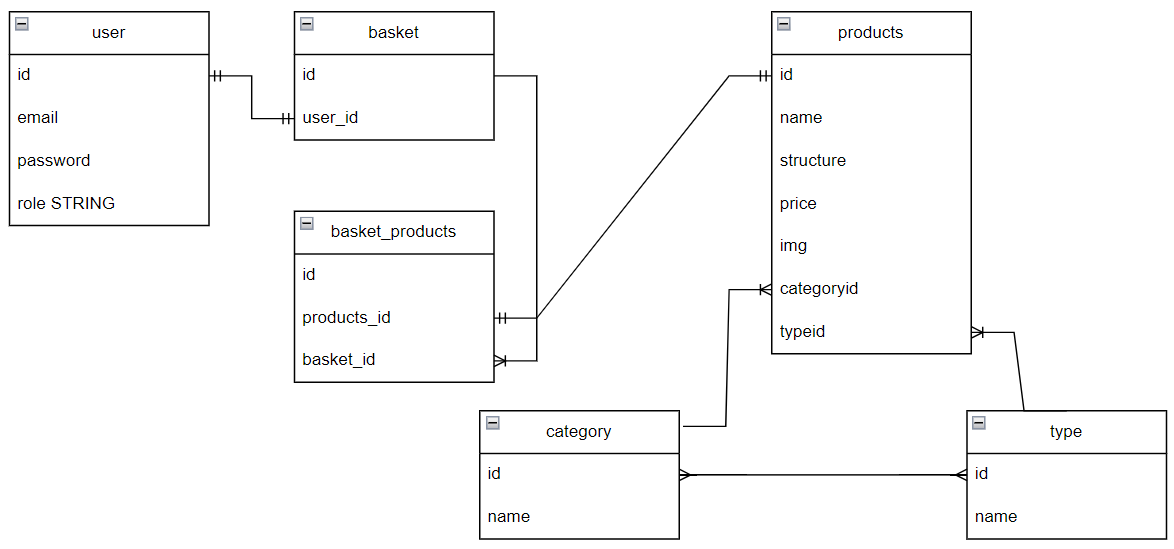 user
id
email
password
role STRING
basket
id
user_id
basket_products
id
products_id
basket_id
products
id
name
structure
price
img
categoryid
typeid
category
id
name
type
id
name